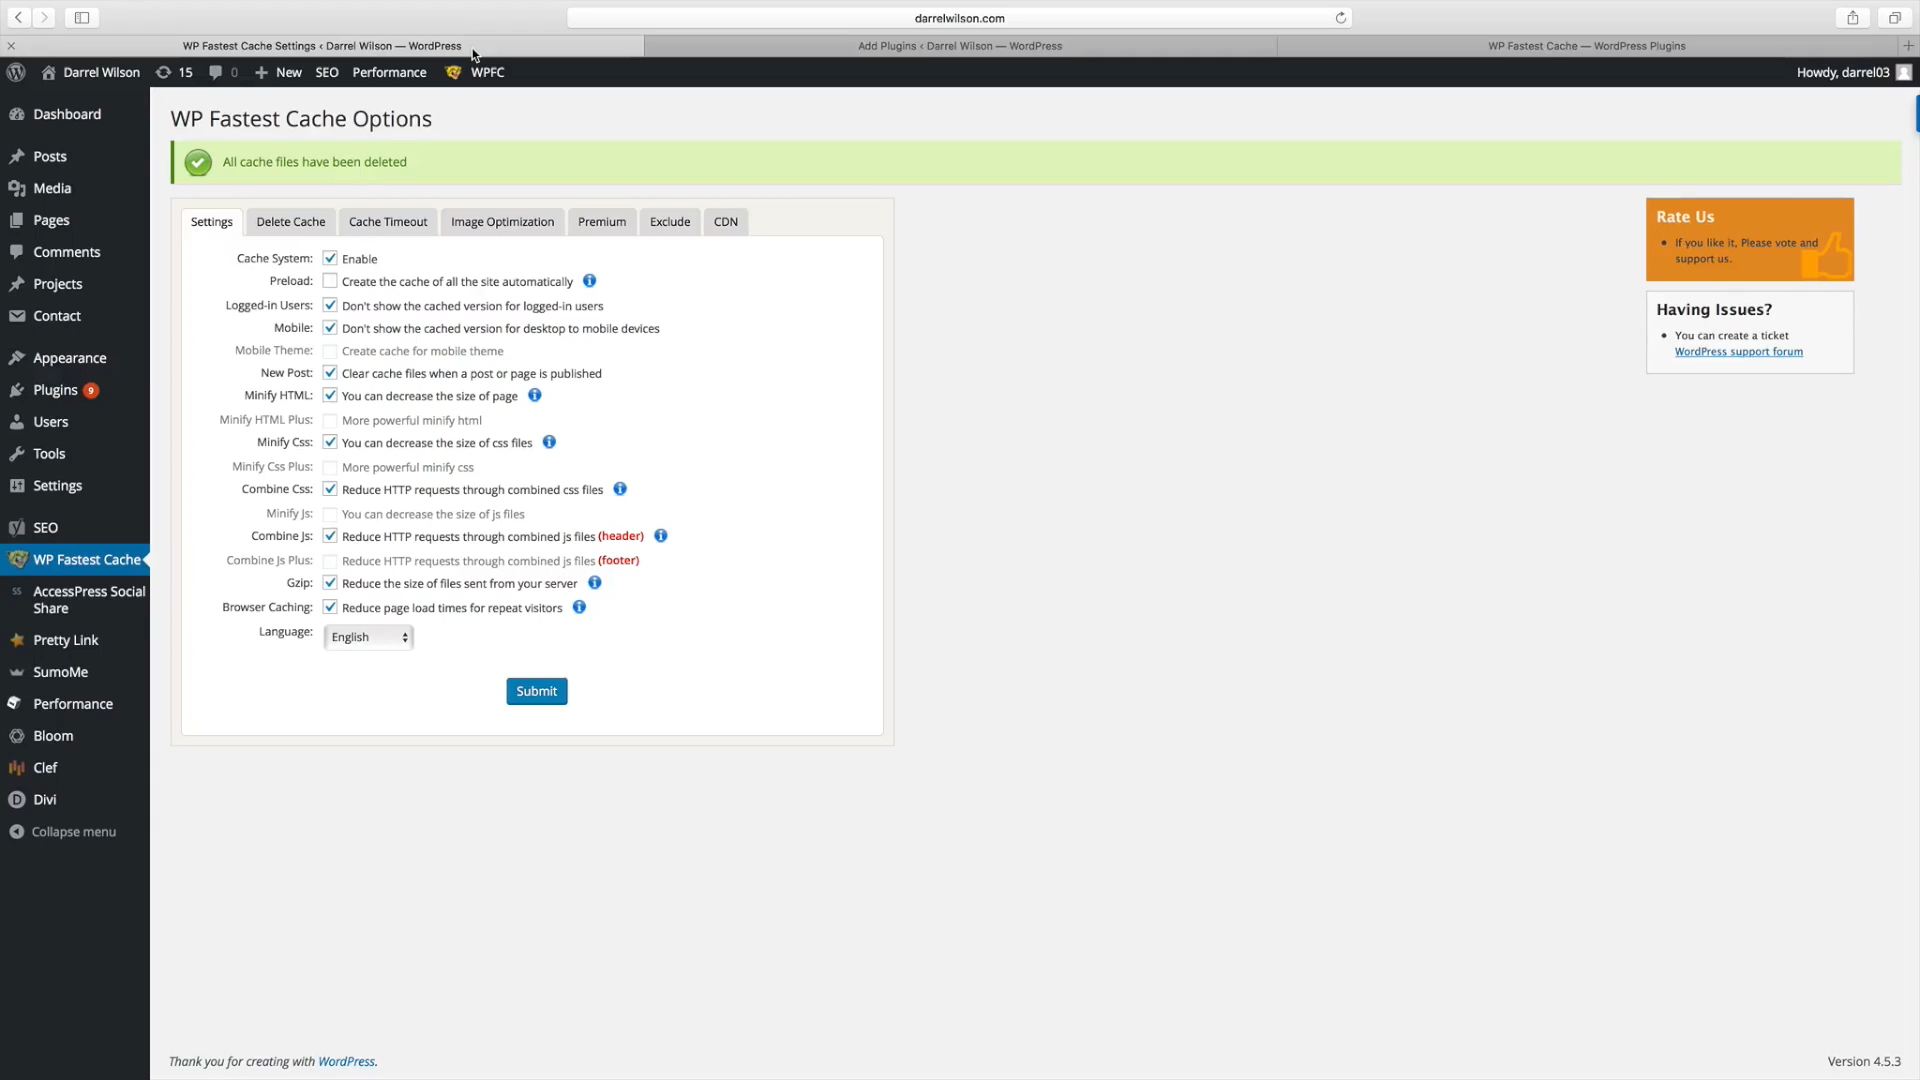 darrelwilson.com
WP Fastest Cache Settings ‹ Darrel Wilson — WordPress
Add Plugins ‹ Darrel Wilson — WordPress
WP Fastest Cache — WordPress Plugins
Darrel Wilson
15
0
New
SEO
Performance
WPFC
Howdy, darrel03
Dashboard
Posts
Media
Pages
Comments
Projects
Contact
Appearance
Plugins 9
Users
Tools
Settings
SEO
WP Fastest Cache
AccessPress Social
Share
Pretty Link
SumoMe
Performance
Bloom
Clef
Divi
Collapse menu
WP Fastest Cache Options
All cache files have been deleted
Settings
Delete Cache
Cache Timeout
Image Optimization
Premium
Exclude
CDN
Cache System: Enable
Preload: Create the cache of all the site automatically
Logged-in Users: Don't show the cached version for logged-in users
Mobile: Don't show the cached version for desktop to mobile devices
Mobile Theme: Create cache for mobile theme
New Post: Clear cache files when a post or page is published
Minify HTML: You can decrease the size of page
Minify HTML Plus: More powerful minify html
Minify Css: You can decrease the size of css files
Minify Css Plus: More powerful minify css
Combine Css: Reduce HTTP requests through combined css files
Minify Js: You can decrease the size of js files
Combine Js: Reduce HTTP requests through combined js files (header)
Combine Js Plus: Reduce HTTP requests through combined js files (footer)
Gzip: Reduce the size of files sent from your server
Browser Caching: Reduce page load times for repeat visitors
Language: English
Submit
Rate Us
If you like it, Please vote and
support us.
Having Issues?
You can create a ticket
WordPress support forum
Thank you for creating with WordPress.
Version 4.5.3